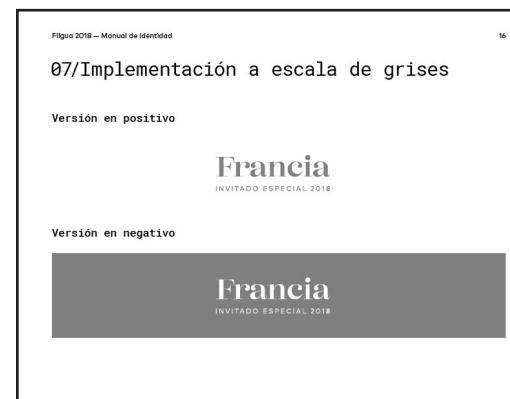 Filgua 2018 — Manual de Identidad
16
07/Implementación a escala de grises
Versión en positivo
Francia
INVITADO ESPECIAL 2018
Versión en negativo
Francia
INVITADO ESPECIAL 2018